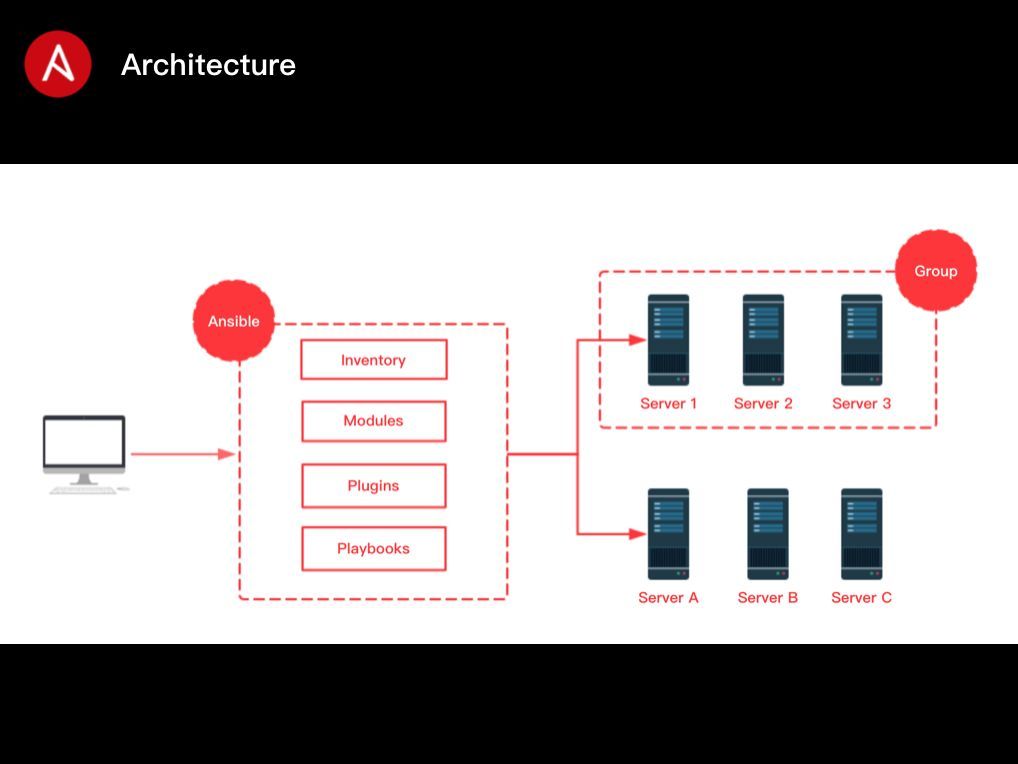 Architecture
Ansible
Inventory
Modules
Plugins
Playbooks
Group
Server 1
Server 2
Server 3
Server A
Server B
Server C